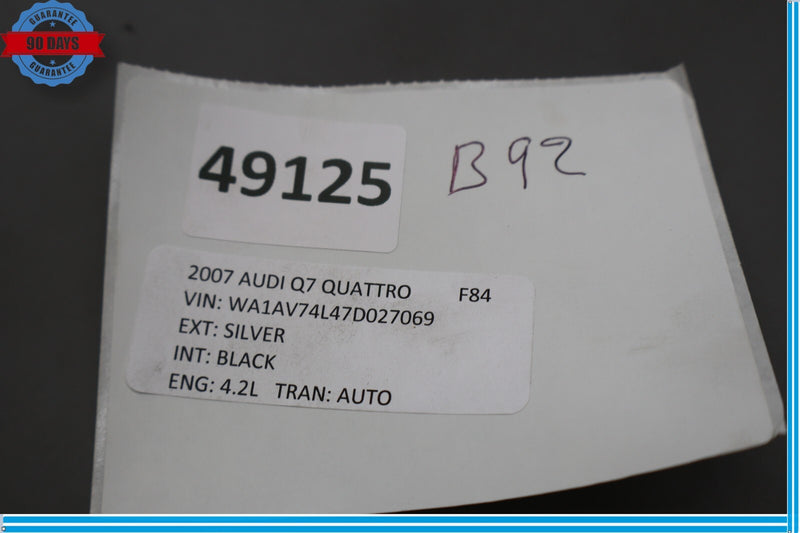 GUARANTEE
90 DAYS
GUARANTEE
49125
B92
2007 AUDI Q7 QUATTRO F84
VIN: WA1AV74L47D027069
EXT: SILVER
INT: BLACK
ENG: 4.2L TRAN: AUTO